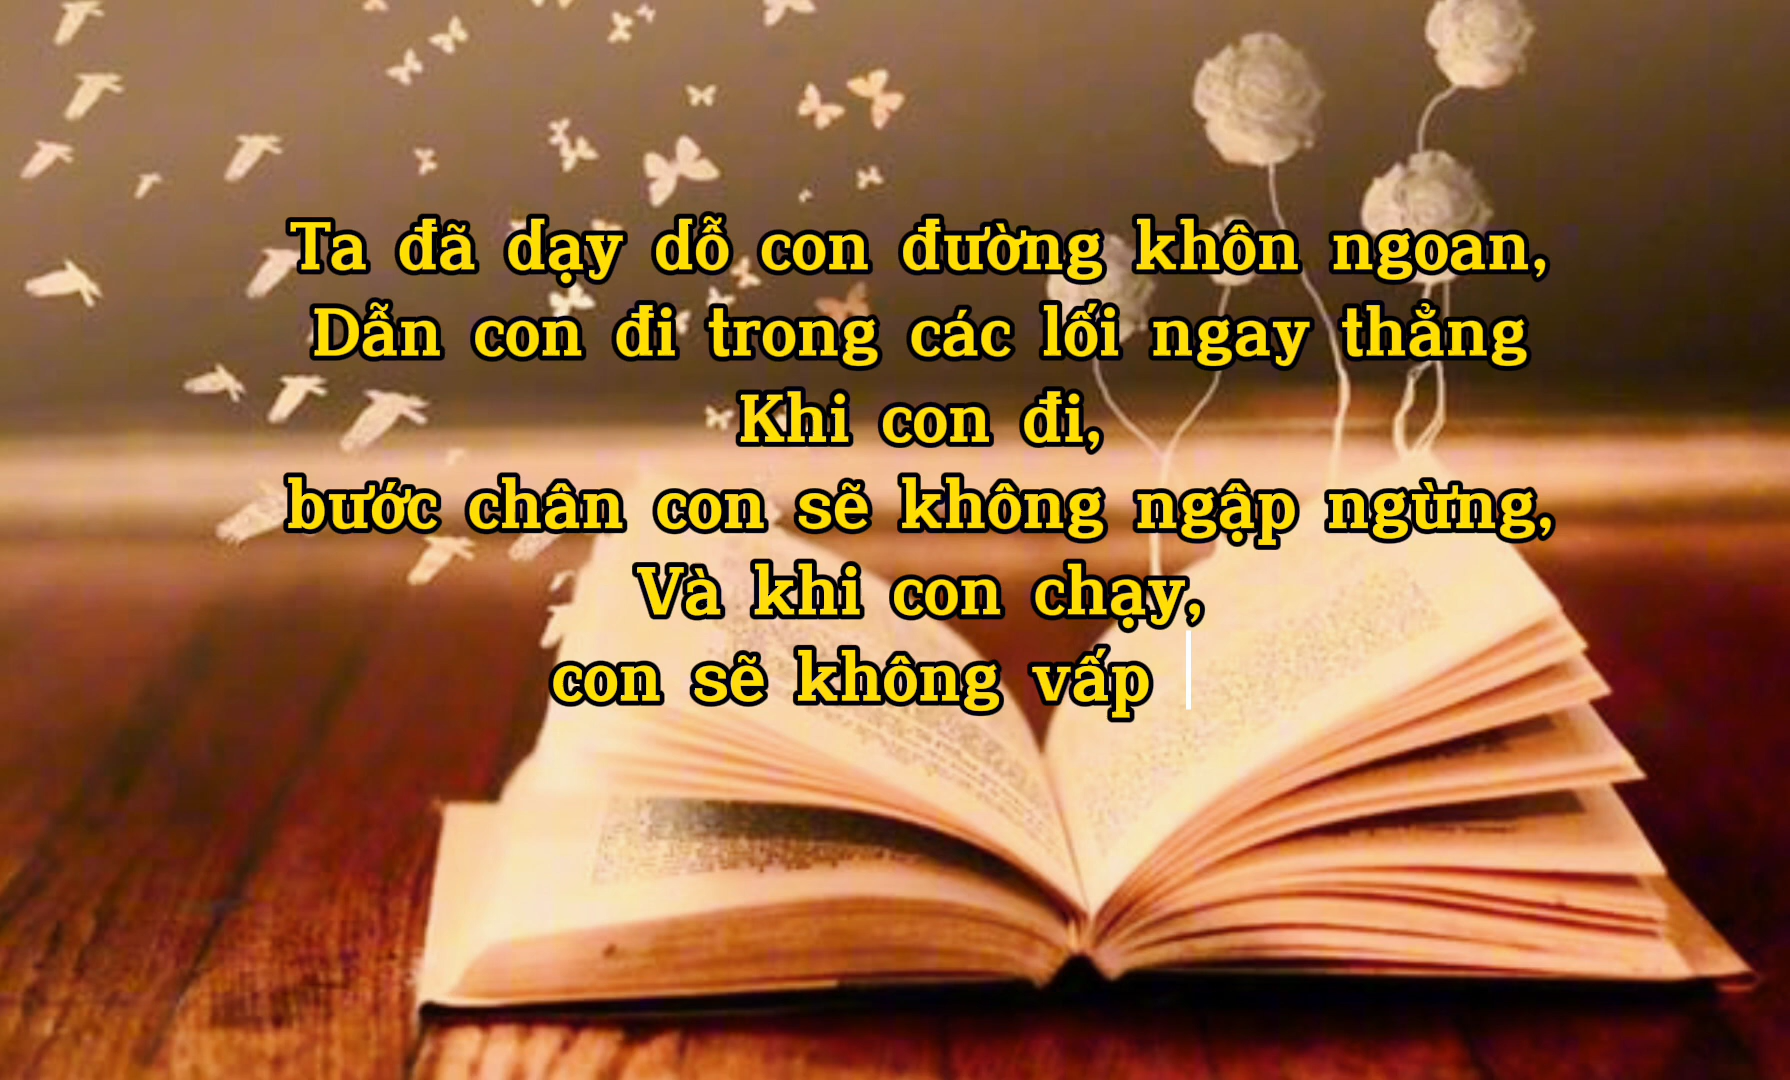 Ta đã dạy dỗ con đường khôn ngoan,
Dẫn con đi trong các lối ngay thẳng
Khi con đi,
bước chân con sẽ không ngập ngừng,
Và khi con chạy,
con sẽ không vấp